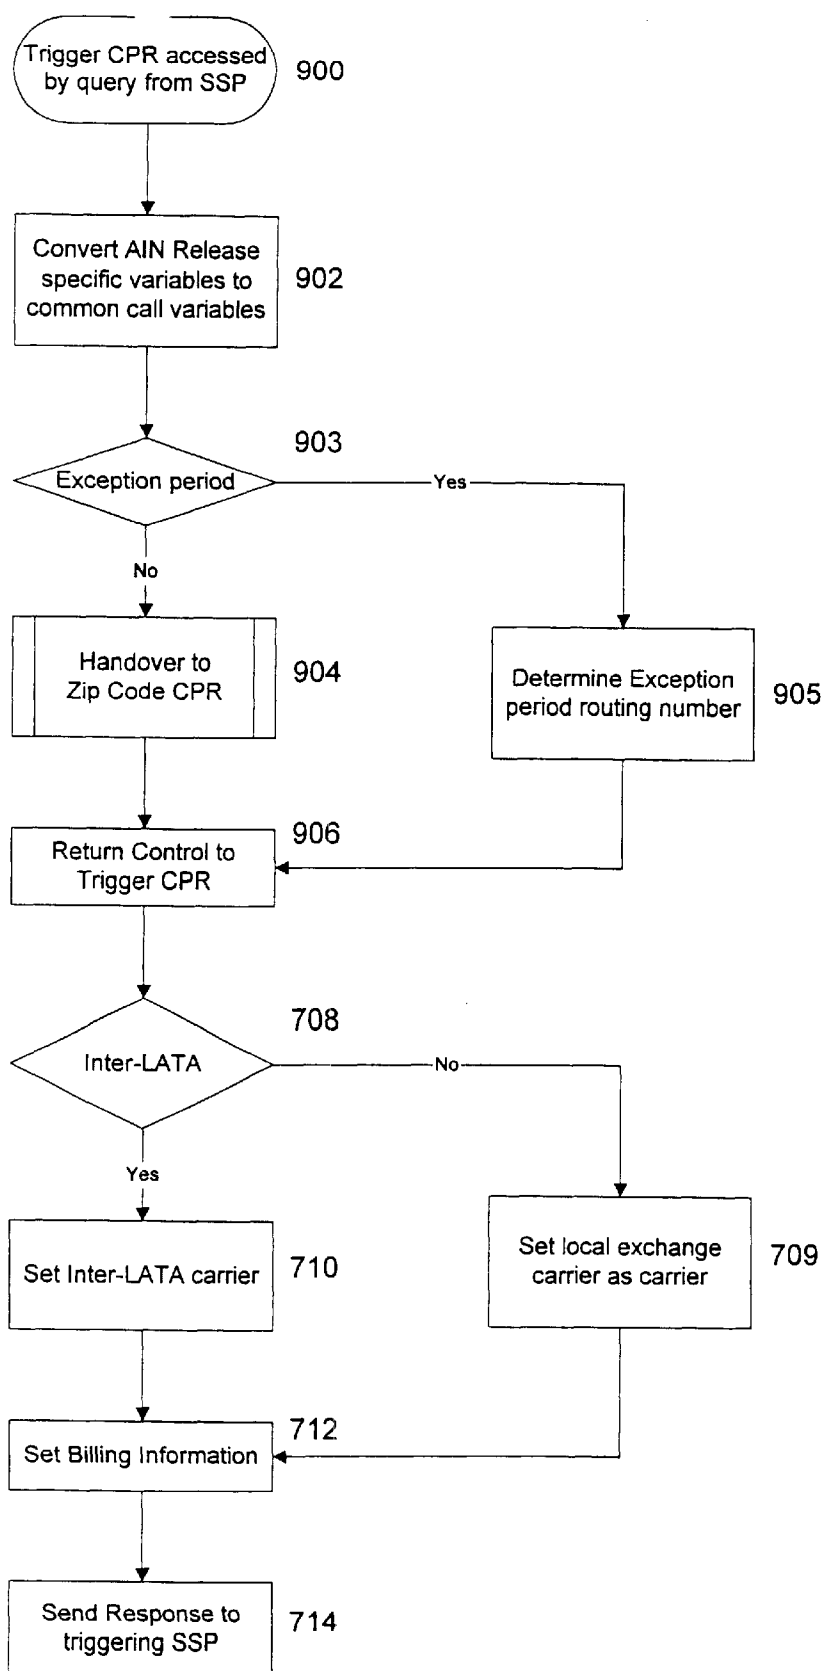 Trigger CPR accessed
by query from SSP
900
Convert AIN Release
specific variables to
common call variables
902
903
Exception period
Yes
No
Handover to
Zip Code CPR
904
Determine Exception
period routing number
905
906
Return Control to
Trigger CPR
708
Inter-LATA
No
Yes
Set Inter-LATA carrier
710
Set local exchange
carrier as carrier
709
712
Set Billing Information
Send Response to
triggering SSP
714